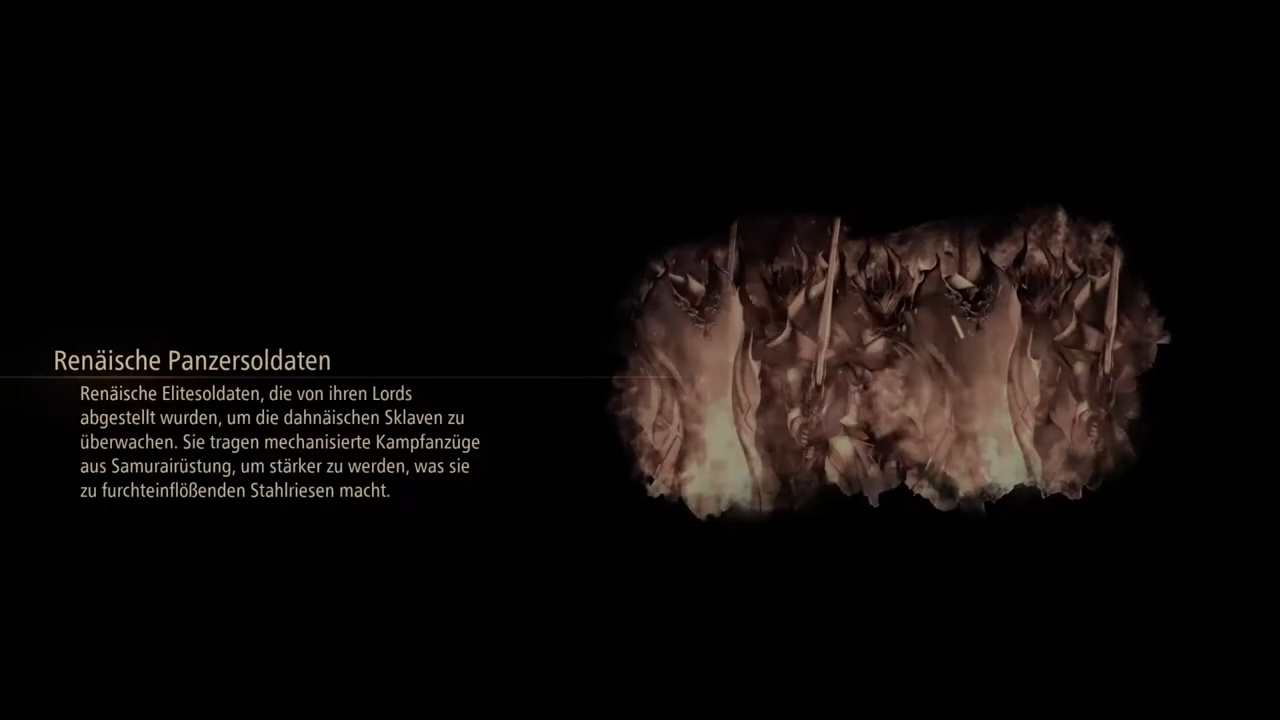 Renäische Panzersoldaten
Renäische Elitesoldaten, die von ihren Lords
abgestellt wurden, um die dahnäischen Sklaven zu
überwachen. Sie tragen mechanisierte Kampfanzüge
aus Samurairüstung, um stärker zu werden, was sie
zu furchteinflößenden Stahlriesen macht.